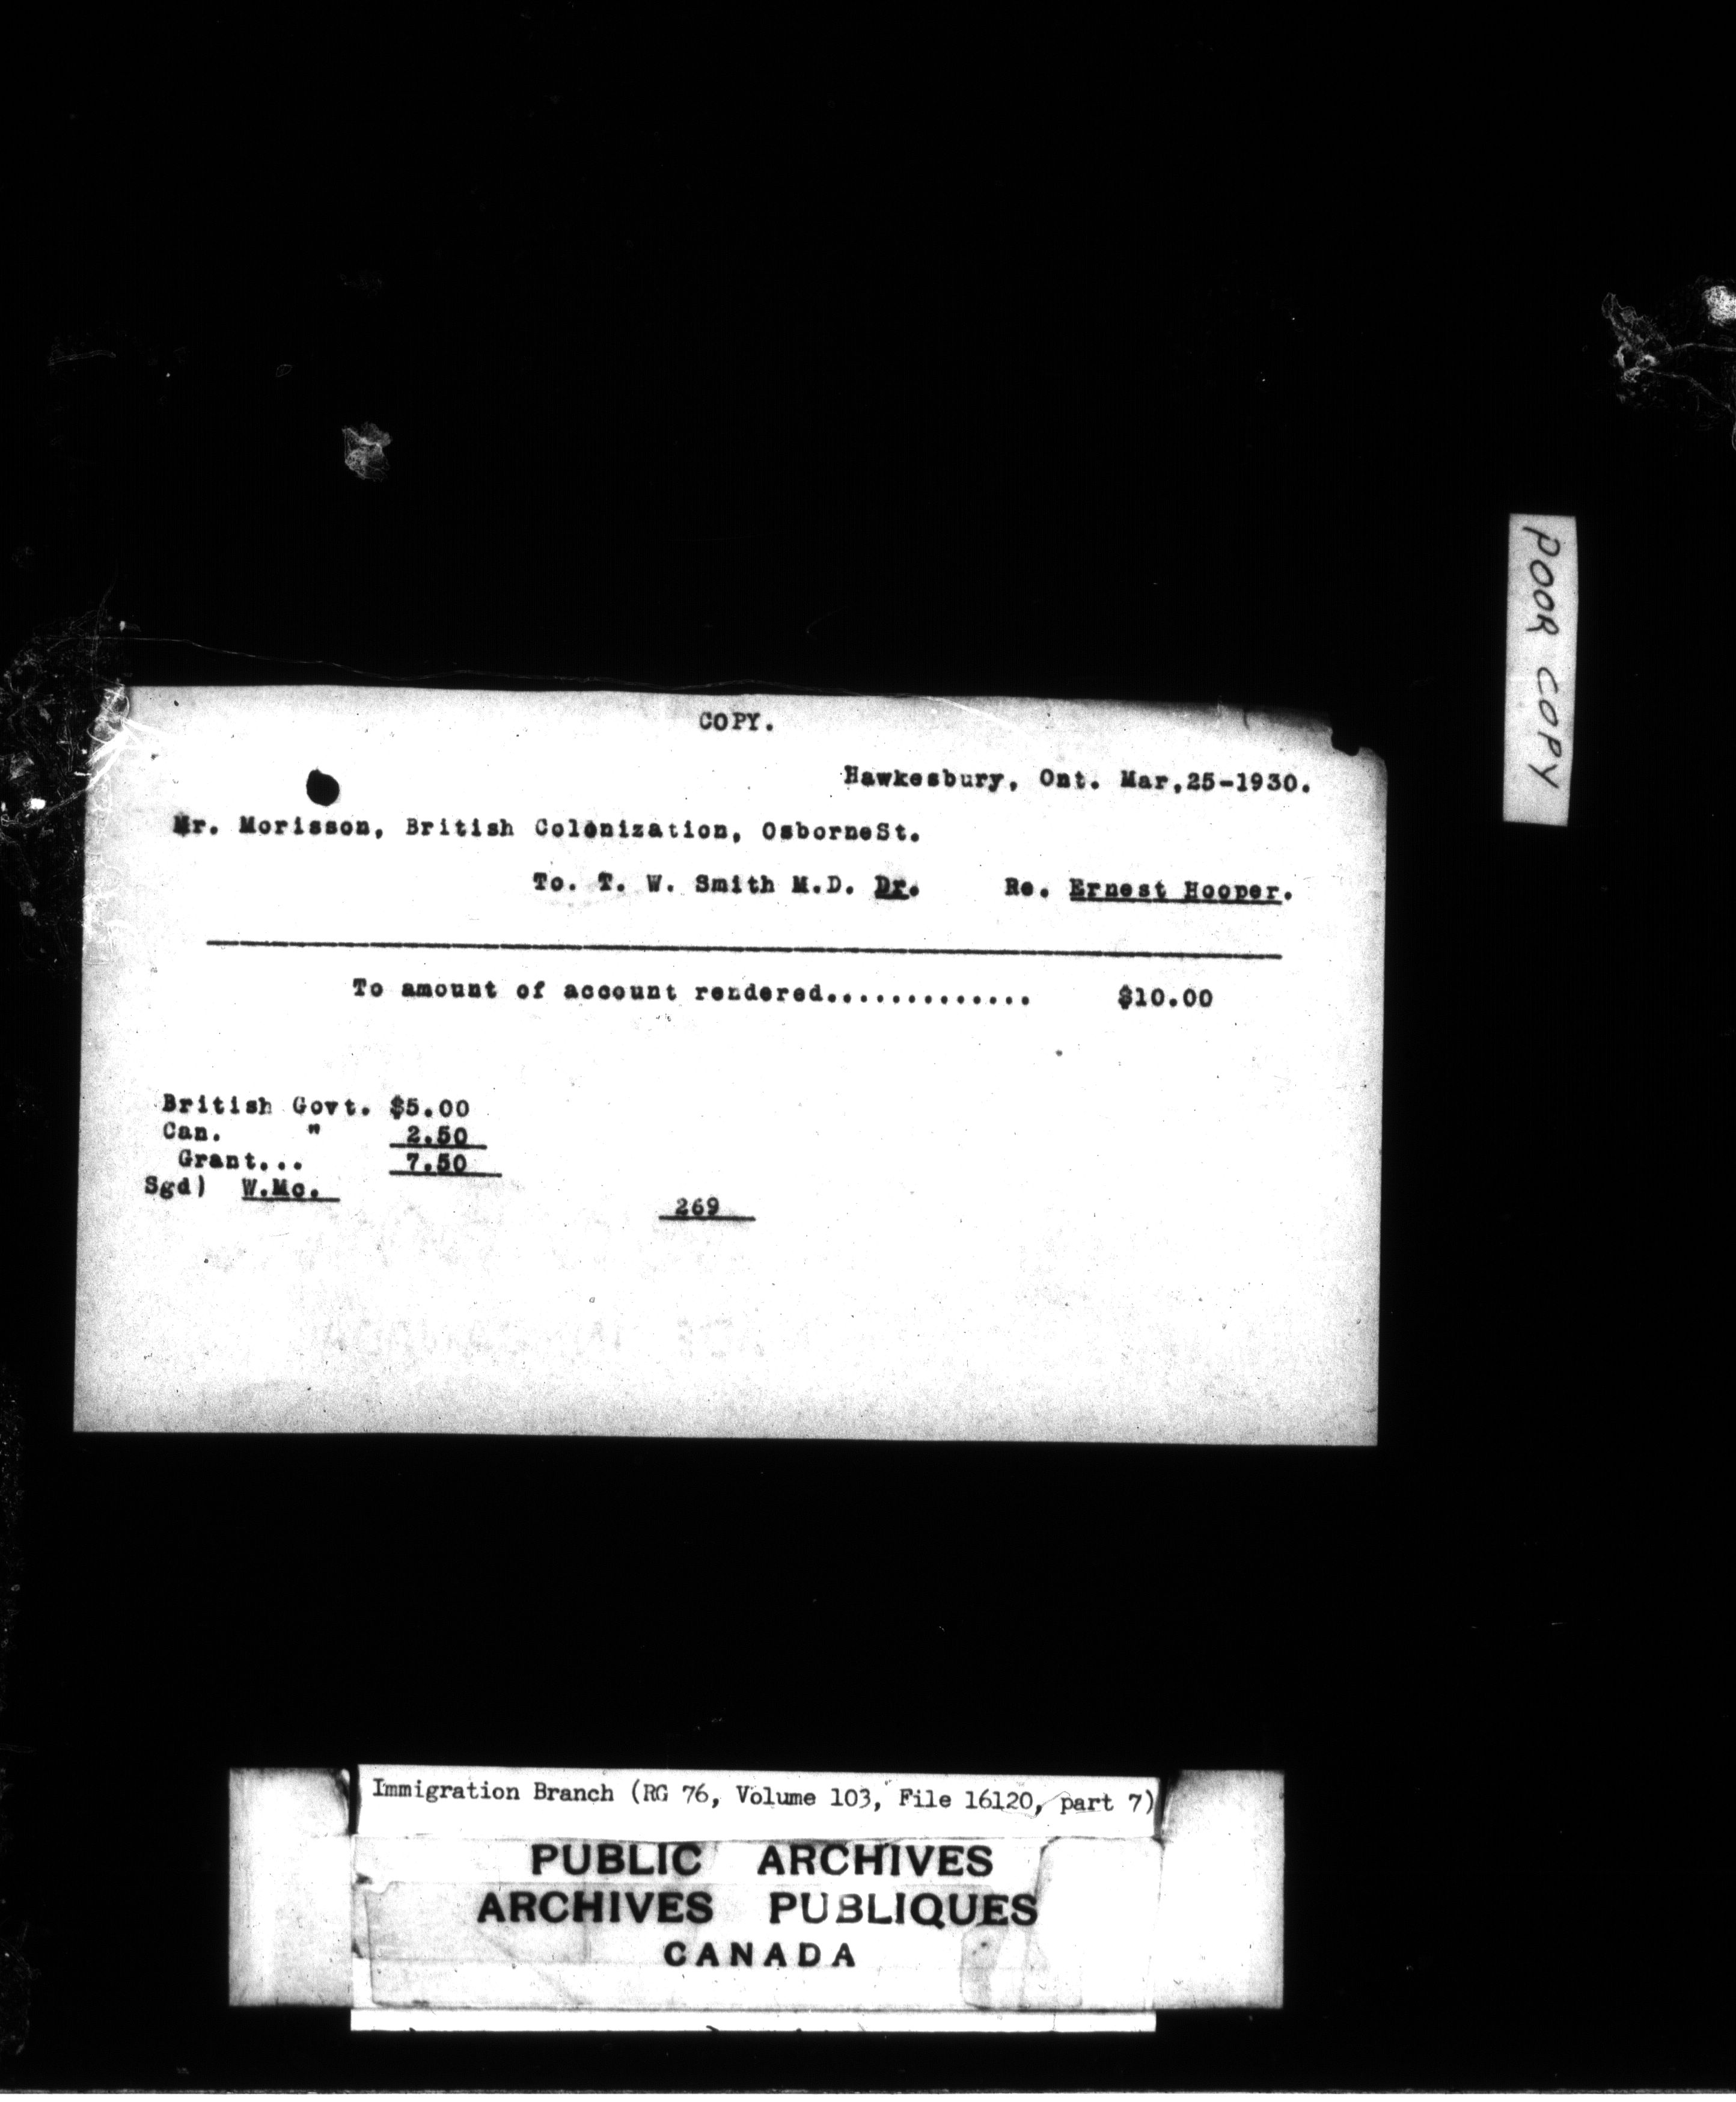 COPY.
Hawkesbury, Ont. Mar,25-1930.
Mr. Morisson, British Colonization, OsborneSt.
To. T. W. Smith M.D. Dr. Re. Ernest Hooper.
To amount of account rendered............. $10.00
British Govt. $5.00
Can. " 2.50
Grant... 7.50
Sgd) W.Mc.
269
POOR COPY
Immigration Branch (RG 76, Volume 103, File 16120, part 7)
PUBLIC ARCHIVES
ARCHIVES PUBLIQUES
CANADA